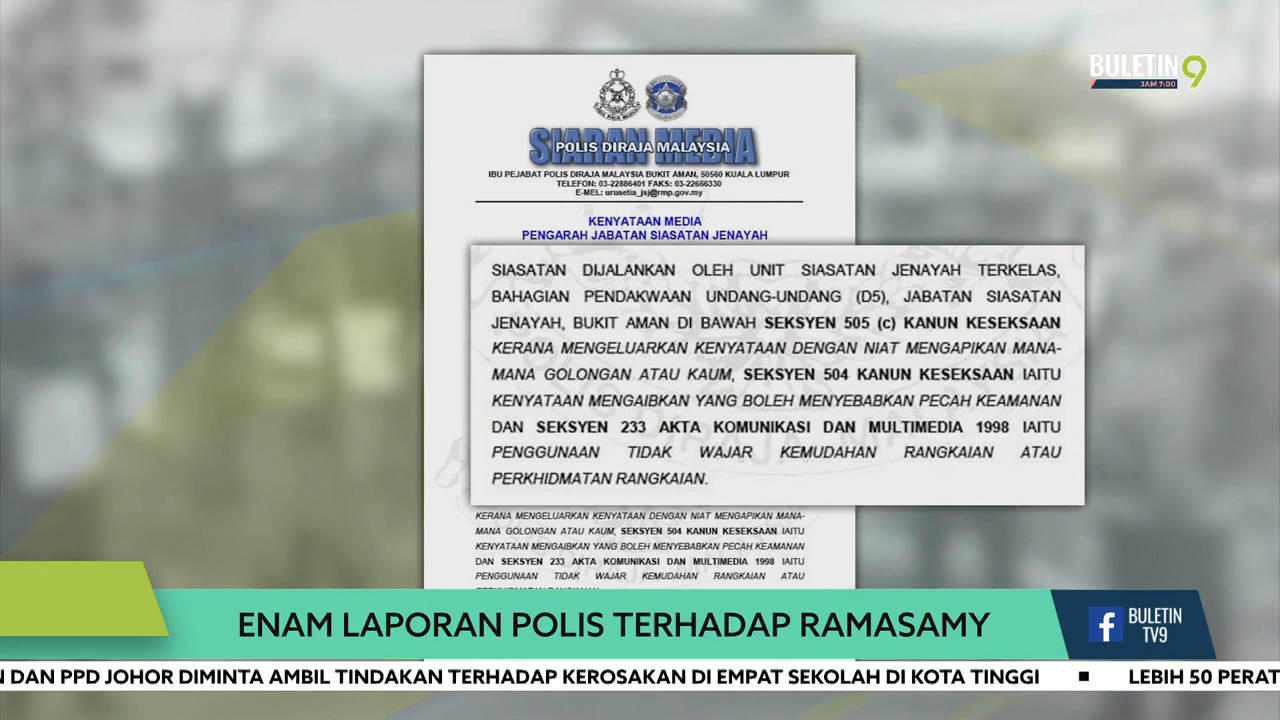 BULETIN 9
JAM 7:00
SIARAN MEDIA
POLIS DIRAJA MALAYSIA
IBU PEJABAT POLIS DIRAJA MALAYSIA BUKIT AMAN, 50560 KUALA LUMPUR
TELEFON: 03-22886401 FAKS: 03-22666330
E-MEL: urusetia_jsj@rmp.gov.my
KENYATAAN MEDIA
PENGARAH JABATAN SIASATAN JENAYAH
SIASATAN DIJALANKAN OLEH UNIT SIASATAN JENAYAH TERKELAS,
BAHAGIAN PENDAKWAAN UNDANG-UNDANG (D5), JABATAN SIASATAN
JENAYAH, BUKIT AMAN DI BAWAH SEKSYEN 505 (c) KANUN KESEKSAAN
KERANA MENGELUARKAN KENYATAAN DENGAN NIAT MENGAPIKAN MANA-
MANA GOLONGAN ATAU KAUM, SEKSYEN 504 KANUN KESEKSAAN IAITU
KENYATAAN MENGAIBKAN YANG BOLEH MENYEBABKAN PECAH KEAMANAN
DAN SEKSYEN 233 AKTA KOMUNIKASI DAN MULTIMEDIA 1998 IAITU
PENGGUNAAN TIDAK WAJAR KEMUDAHAN RANGKAIAN ATAU
PERKHIDMATAN RANGKAIAN.
KERANA MENGELUARKAN KENYATAAN DENGAN NIAT MENGAPIKAN MANA-
MANA GOLONGAN ATAU KAUM, SEKSYEN 504 KANUN KESEKSAAN IAITU
KENYATAAN MENGAIBKAN YANG BOLEH MENYEBABKAN PECAH KEAMANAN
DAN SEKSYEN 233 AKTA KOMUNIKASI DAN MULTIMEDIA 1998 IAITU
PENGGUNAAN TIDAK WAJAR KEMUDAHAN RANGKAIAN ATAU
ENAM LAPORAN POLIS TERHADAP RAMASAMY
BULETIN
TV9
N DAN PPD JOHOR DIMINTA AMBIL TINDAKAN TERHADAP KEROSAKAN DI EMPAT SEKOLAH DI KOTA TINGGI ■ LEBIH 50 PERAT